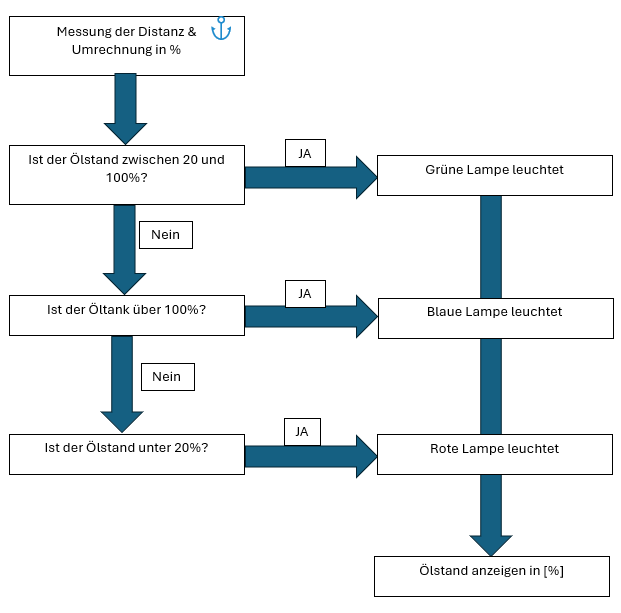 Messung der Distanz &
Umrechnung in %
Ist der Ölstand zwischen 20 und
100%?
JA
Grüne Lampe leuchtet
Nein
Ist der Öltank über 100%?
JA
Blaue Lampe leuchtet
Nein
Ist der Ölstand unter 20%?
JA
Rote Lampe leuchtet
Ölstand anzeigen in [%]